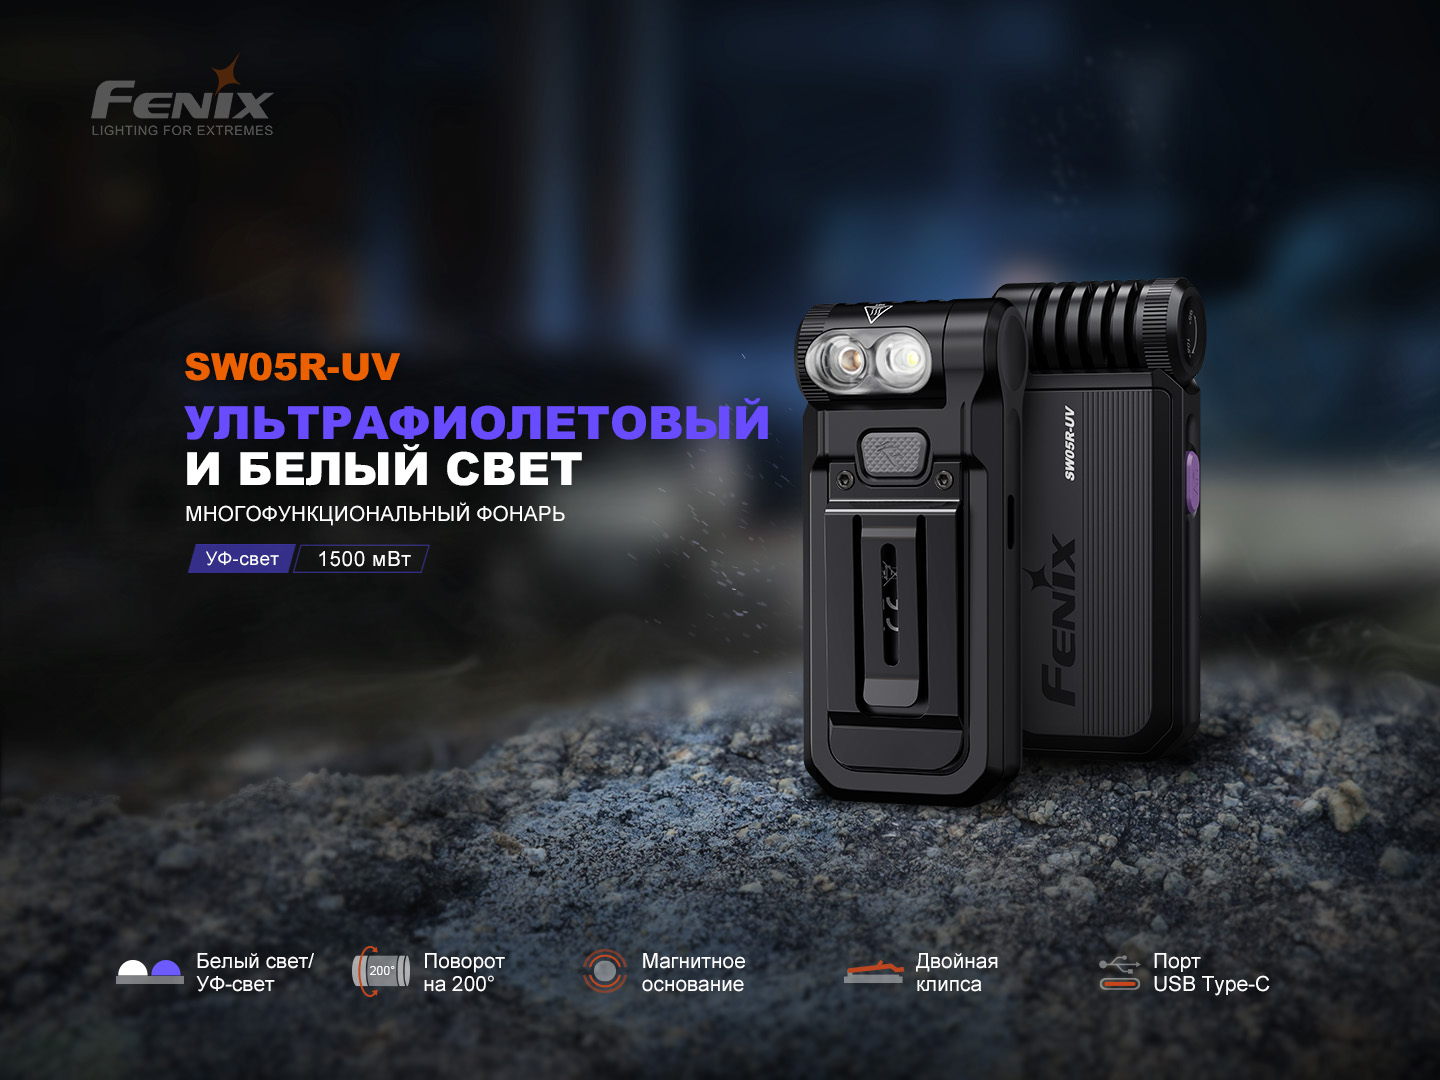 FENIX
LIGHTING FOR EXTREMES
SW05R-UV
УЛЬТРАФИОЛЕТОВЫЙ
И БЕЛЫЙ СВЕТ
МНОГОФУНКЦИОНАЛЬНЫЙ ФОНАРЬ
УФ-свет 1500 мВт
SW05R-UV
FENIX
Белый свет/
УФ-свет
200°
Поворот
на 200°
Магнитное
основание
Двойная
клипса
Порт
USB Type-C